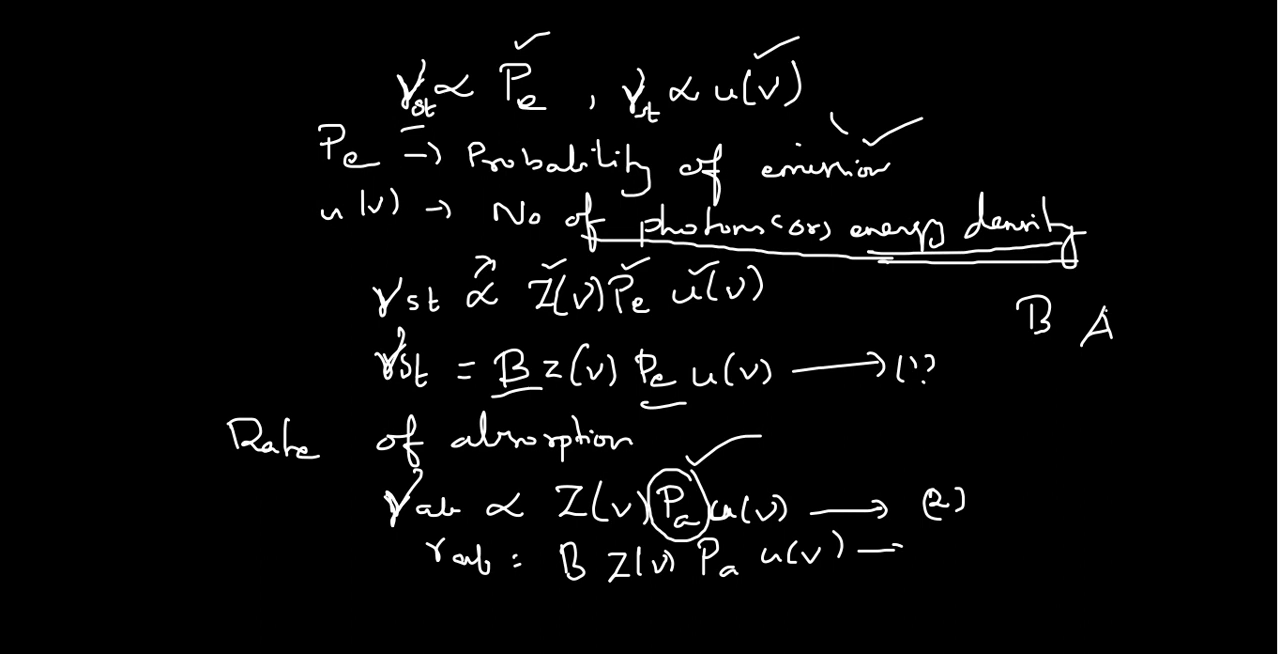 γst ∝ Pe , γst ∝ u(ν)
Pe → Probability of emission
u(ν) → No of photons (or) energy density
γst ∝ Z(ν) Pe u(ν)
B A
γst = B z(ν) Pe u(ν) → (1)
Rate of absorption
γab ∝ Z(ν) Pa u(ν) → (2)
rab = B Z(ν) Pa u(ν) —